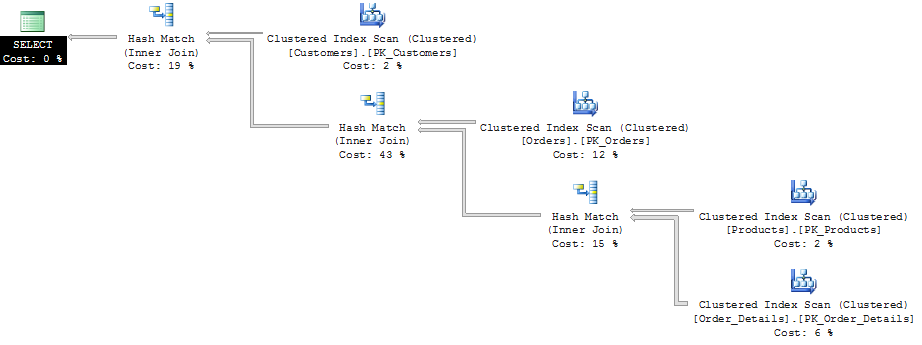 SELECT
Cost: 0 %
Hash Match
(Inner Join)
Cost: 19 %
Clustered Index Scan (Clustered)
[Customers].[PK_Customers]
Cost: 2 %
Hash Match
(Inner Join)
Cost: 43 %
Clustered Index Scan (Clustered)
[Orders].[PK_Orders]
Cost: 12 %
Hash Match
(Inner Join)
Cost: 15 %
Clustered Index Scan (Clustered)
[Products].[PK_Products]
Cost: 2 %
Clustered Index Scan (Clustered)
[Order_Details].[PK_Order_Details]
Cost: 6 %